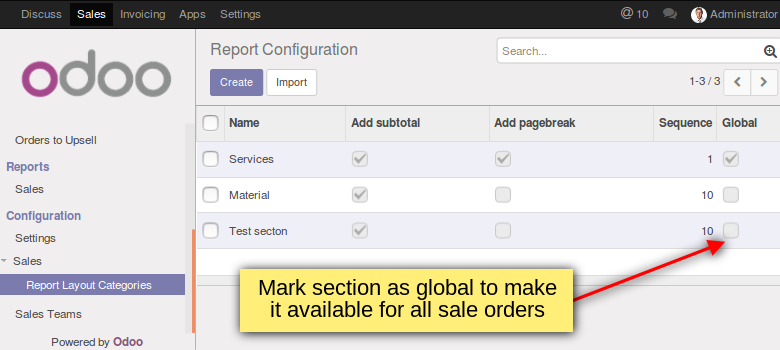 Discuss Sales Invoicing Apps Settings @ 10 Administrator
odoo
Report Configuration
Search...
Create Import
1-3 / 3
Name Add subtotal Add pagebreak Sequence Global
Services 1
Material 10
Test secton 10
Orders to Upsell
Reports
Sales
Configuration
Settings
Sales
Report Layout Categories
Sales Teams
Powered by Odoo
Mark section as global to make
it available for all sale orders